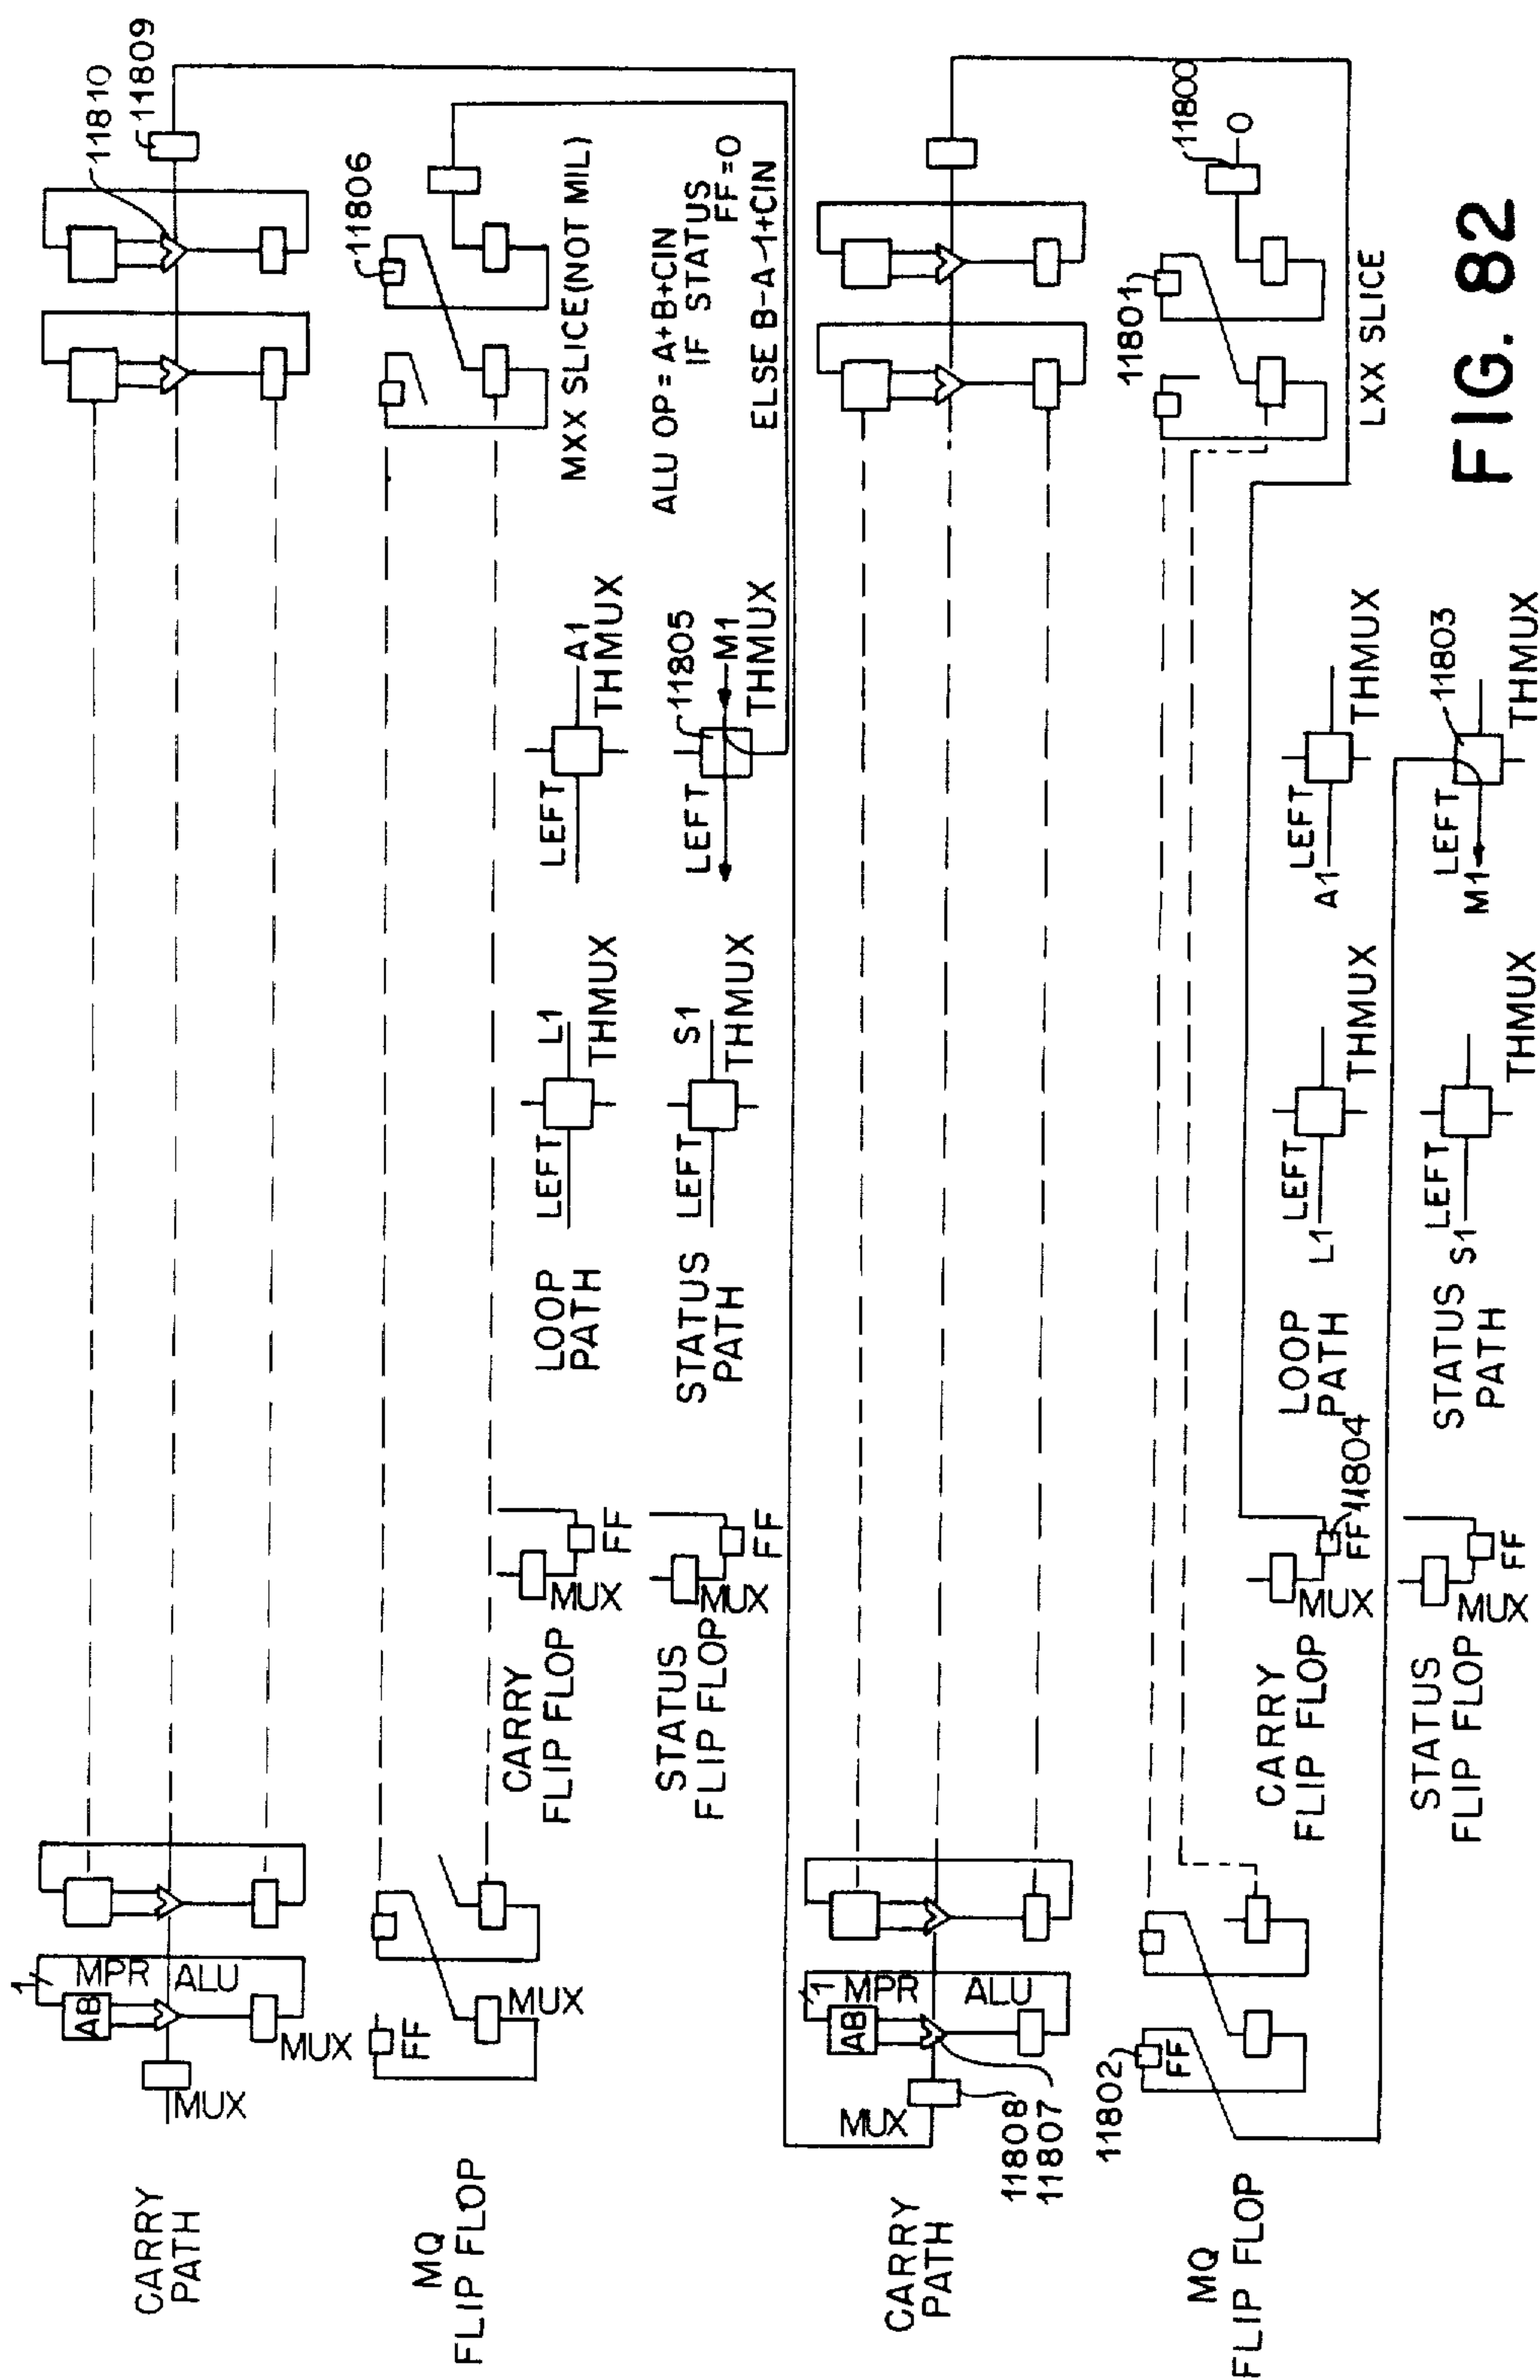 11810
11809
1
MPR
ALU
AB
MUX
MUX
CARRY
PATH
11806
FF
MUX
MQ
FLIP FLOP
MXX SLICE(NOT MIL)
CARRY
FLIP FLOP
MUX
FF
LOOP
PATH
LEFT
L1
THMUX
LEFT
A1
THMUX
ALU OP = A+B+CIN
IF STATUS
FF=0
ELSE B-A-1+CIN
STATUS
FLIP FLOP
MUX
FF
STATUS
PATH
LEFT
S1
THMUX
LEFT
11805
M1
THMUX
1
MPR
ALU
AB
MUX
11808
11807
CARRY
PATH
11802
FF
MQ
FLIP FLOP
11801
11800
0
LXX SLICE
CARRY
FLIP FLOP
MUX
FF
11804
LOOP
PATH
L1
LEFT
THMUX
A1
LEFT
THMUX
STATUS
FLIP FLOP
MUX
FF
STATUS
PATH
S1
LEFT
THMUX
M1
LEFT
11803
THMUX
FIG. 82